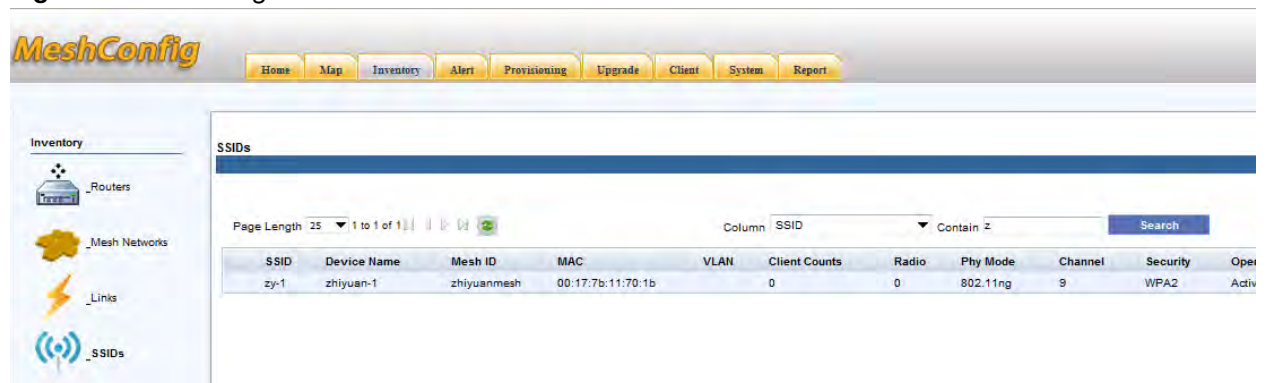 MeshConfig
Home Map Inventory Alert Provisioning Upgrade Client System Report
Inventory
SSIDs
_Routers
Page Length 25 1 to 1 of 1 Column SSID Contain z Search
_Mesh Networks
SSID Device Name Mesh ID MAC VLAN Client Counts Radio Phy Mode Channel Security Oper
zy-1 zhiyuan-1 zhiyuanmesh 00:17:7b:11:70:1b 0 0 802.11ng 9 WPA2 Activ
_Links
_SSIDs